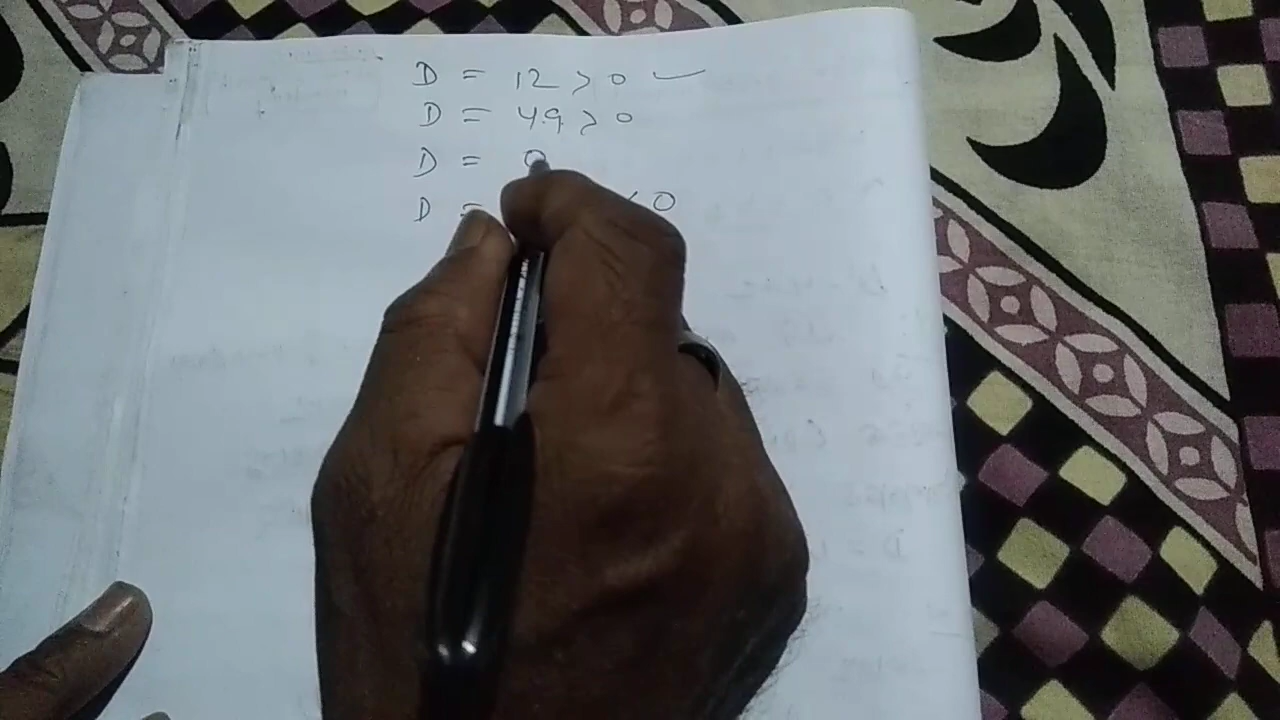 D = 12 > 0 ✓
D = 49 > 0
D = 0
D = < 0